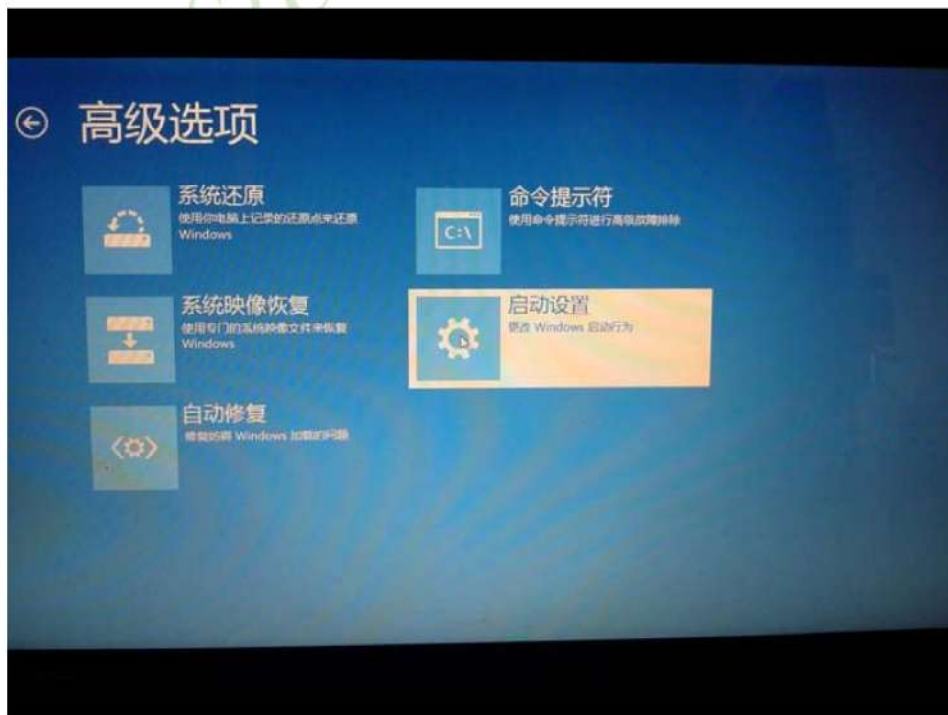 高级选项
系统还原
使用你电脑上记录的还原点来还原
Windows
命令提示符
使用命令提示符进行高级故障排除
C:\
系统映像恢复
使用专门的系统映像文件来恢复
Windows
启动设置
更改 Windows 启动行为
自动修复
修复妨碍 Windows 加载的问题